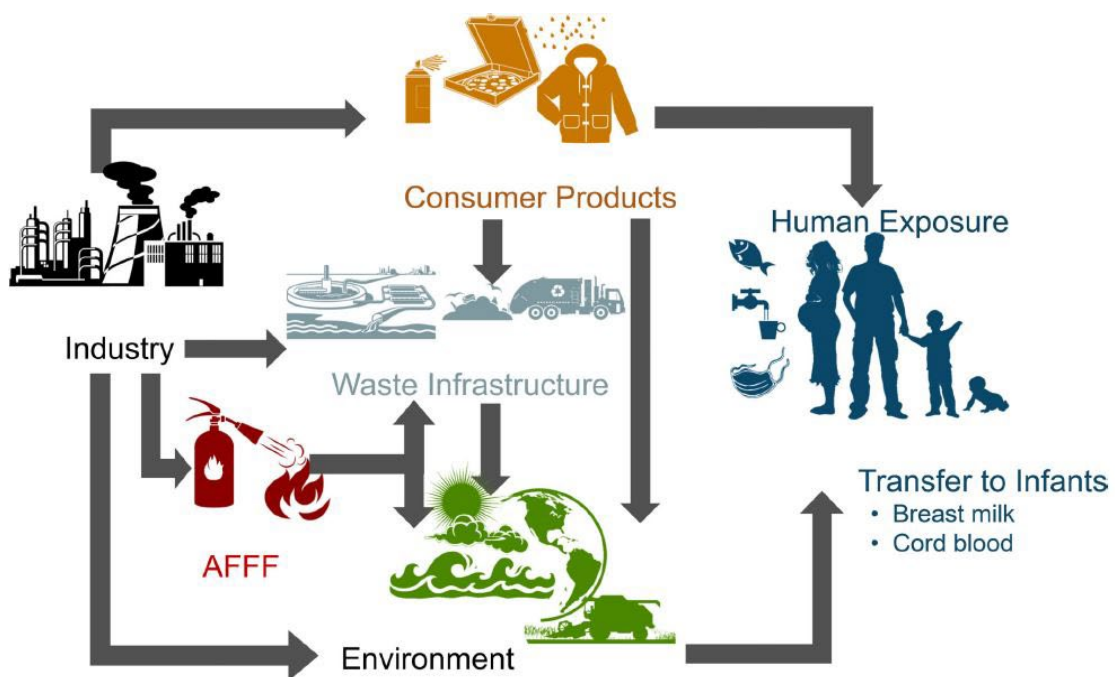 Consumer Products
Human Exposure
Industry
Waste Infrastructure
AFFF
Transfer to Infants
• Breast milk
• Cord blood
Environment